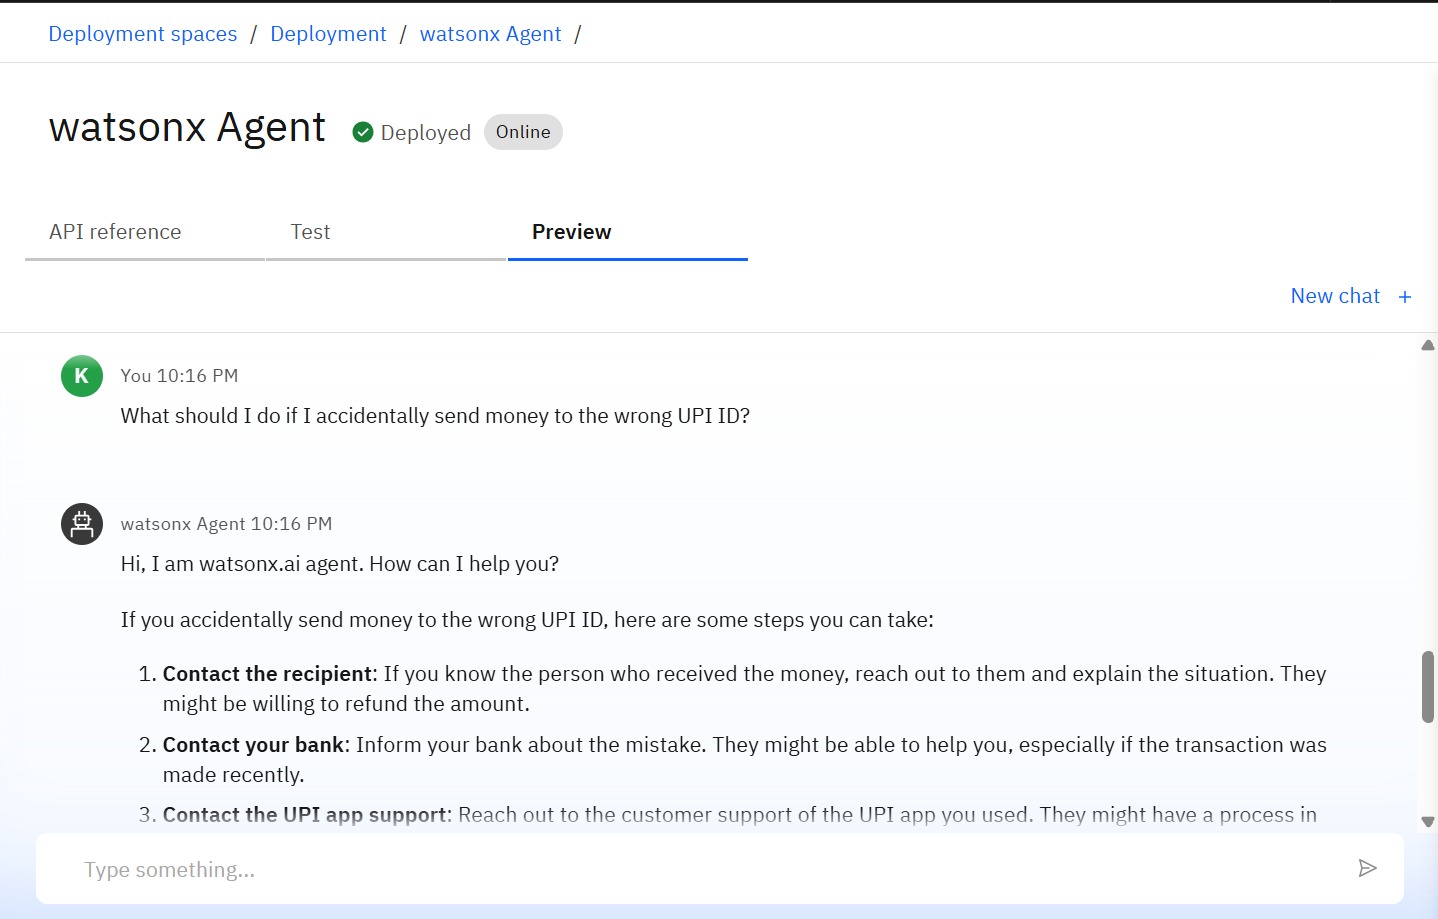 Deployment spaces / Deployment / watsonx Agent /
watsonx Agent Deployed Online
API reference Test Preview
New chat +
K You 10:16 PM
What should I do if I accidentally send money to the wrong UPI ID?
watsonx Agent 10:16 PM
Hi, I am watsonx.ai agent. How can I help you?
If you accidentally send money to the wrong UPI ID, here are some steps you can take:
1. Contact the recipient: If you know the person who received the money, reach out to them and explain the situation. They
might be willing to refund the amount.
2. Contact your bank: Inform your bank about the mistake. They might be able to help you, especially if the transaction was
made recently.
3. Contact the UPI app support: Reach out to the customer support of the UPI app you used. They might have a process in
Type something...